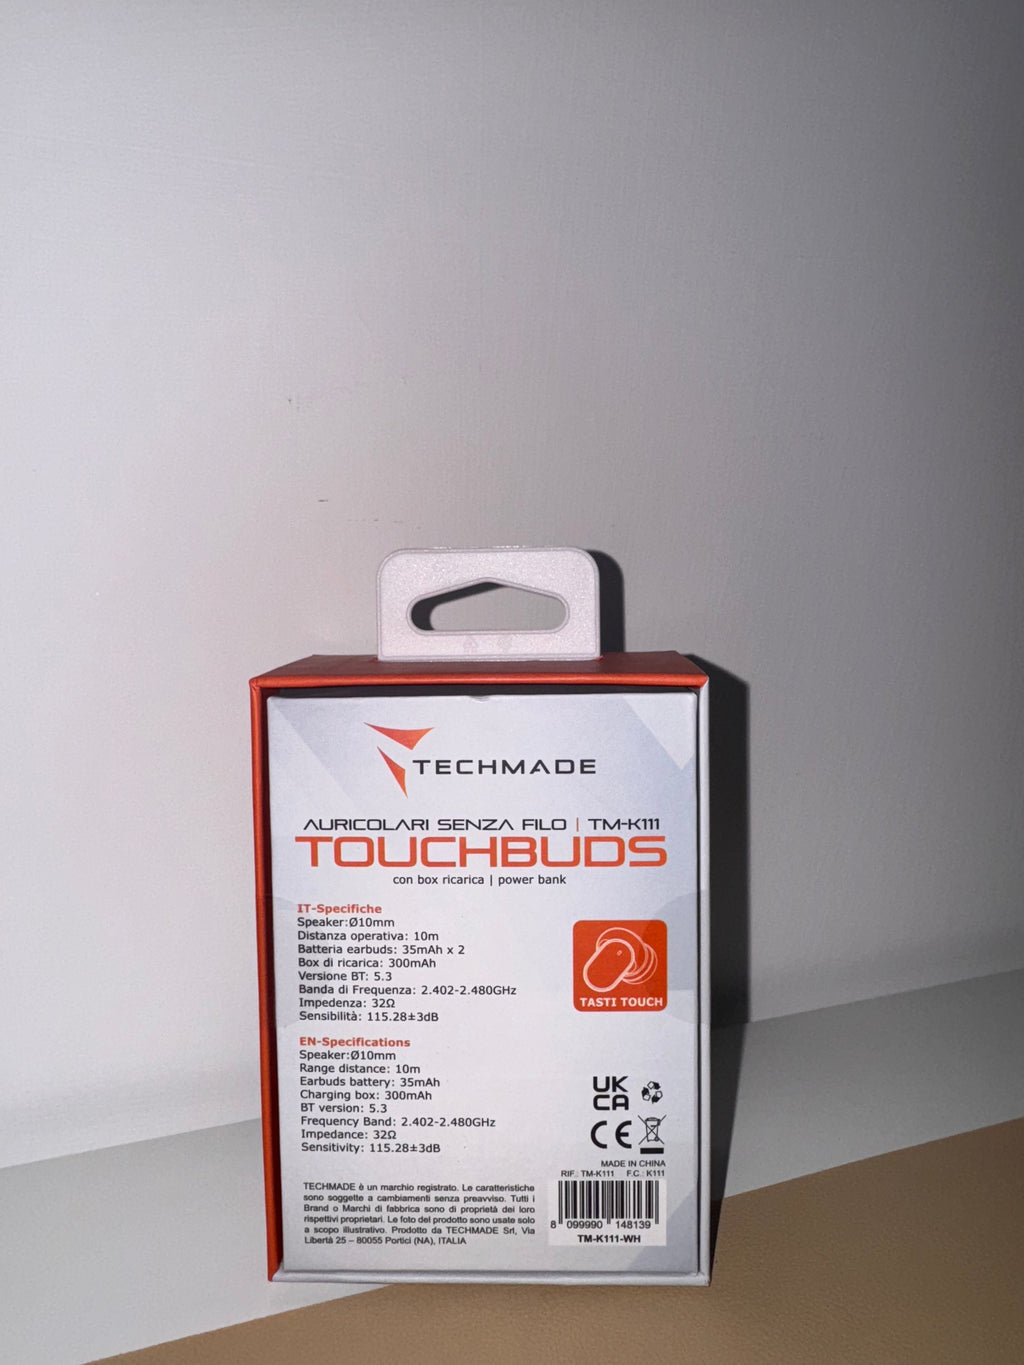 TECHMADE
AURICOLARI SENZA FILO | TM-K111
TOUCHBUDS
con box ricarica | power bank
IT-Specifiche
Speaker:Ø10mm
Distanza operativa: 10m
Batteria earbuds: 35mAh x 2
Box di ricarica: 300mAh
Versione BT: 5.3
Banda di Frequenza: 2.402-2.480GHz
Impedenza: 32Ω
Sensibilità: 115.28±3dB
TASTI TOUCH
EN-Specifications
Speaker:Ø10mm
Range distance: 10m
Earbuds battery: 35mAh
Charging box: 300mAh
BT version: 5.3
Frequency Band: 2.402-2.480GHz
Impedance: 32Ω
Sensitivity: 115.28±3dB
UK
CA
CE
MADE IN CHINA
RIF.: TM-K111 F.C.: K111
TECHMADE è un marchio registrato. Le caratteristiche
sono soggette a cambiamenti senza preavviso. Tutti i
Brand o Marchi di fabbrica sono di proprietà dei loro
rispettivi proprietari. Le foto del prodotto sono usate solo
a scopo illustrativo. Prodotto da TECHMADE Srl, Via
Libertà 25 – 80055 Portici (NA), ITALIA
8 099990 148139
TM-K111-WH